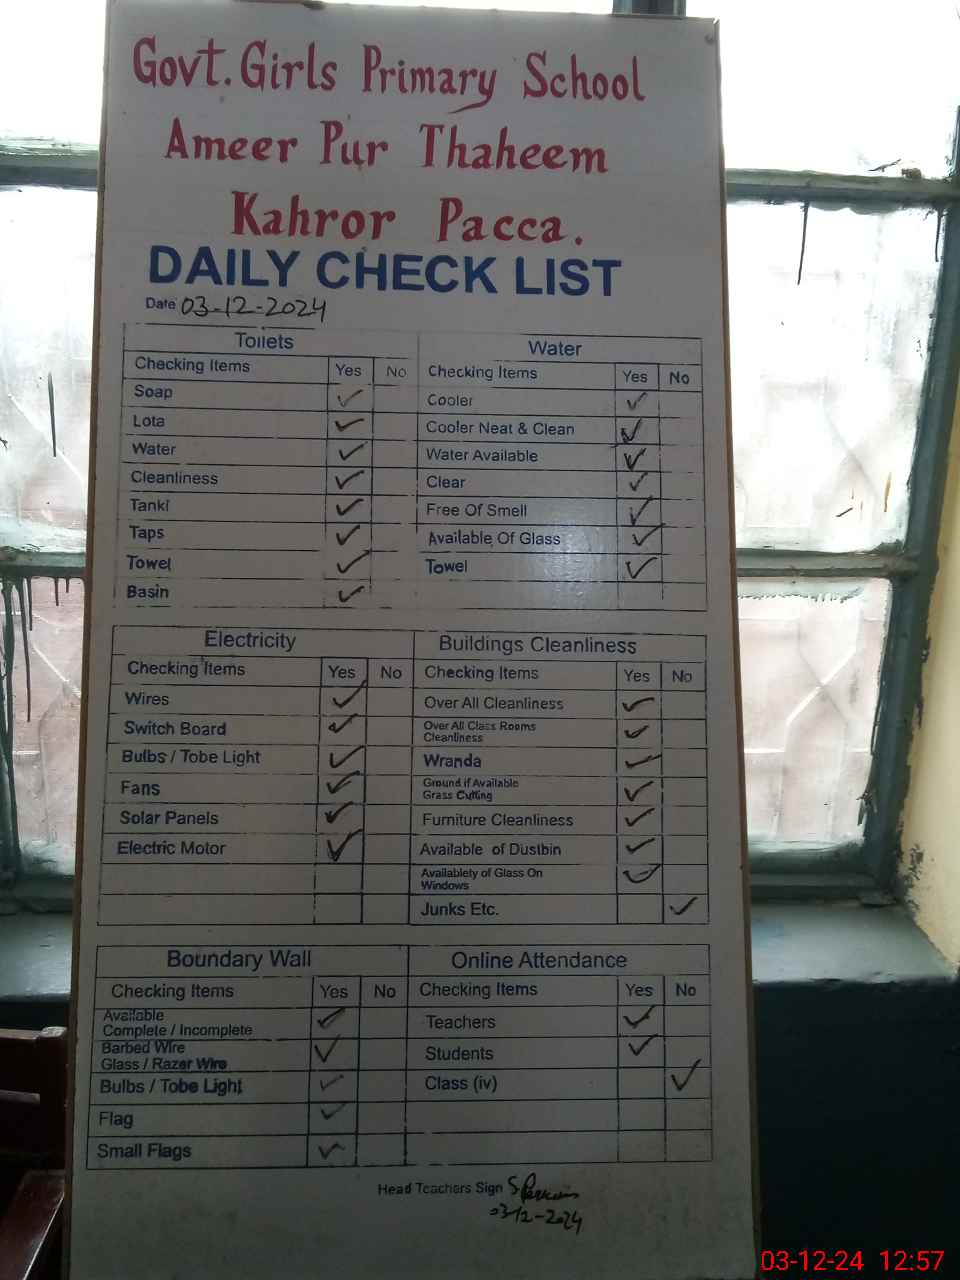 Govt. Girls Primary School
Ameer Pur Thaheem
Kahror Pacca.
DAILY CHECK LIST
Date 03-12-2024
Toilets
Checking Items Yes No
Soap ✓
Lota ✓
Water ✓
Cleanliness ✓
Tanki ✓
Taps ✓
Towel ✓
Basin ✓
Water
Checking Items Yes No
Cooler ✓
Cooler Neat & Clean ✓
Water Available ✓
Clear ✓
Free Of Smell ✓
Available Of Glass ✓
Towel ✓
Electricity
Checking Items Yes No
Wires ✓
Switch Board ✓
Bulbs / Tobe Light ✓
Fans ✓
Solar Panels ✓
Electric Motor ✓
Buildings Cleanliness
Checking Items Yes No
Over All Cleanliness ✓
Over All Class Rooms
Cleanliness ✓
Wranda ✓
Ground if Available
Grass Cutting ✓
Furniture Cleanliness ✓
Available of Dustbin ✓
Availablety of Glass On
Windows ✓
Junks Etc. ✓
Boundary Wall
Checking Items Yes No
Available
Complete / Incomplete ✓
Barbed Wire
Glass / Razer Wire ✓
Bulbs / Tobe Light ✓
Flag ✓
Small Flags ✓
Online Attendance
Checking Items Yes No
Teachers ✓
Students ✓
Class (iv) ✓
Head Teachers Sign
03-12-2024
03-12-24 12:57